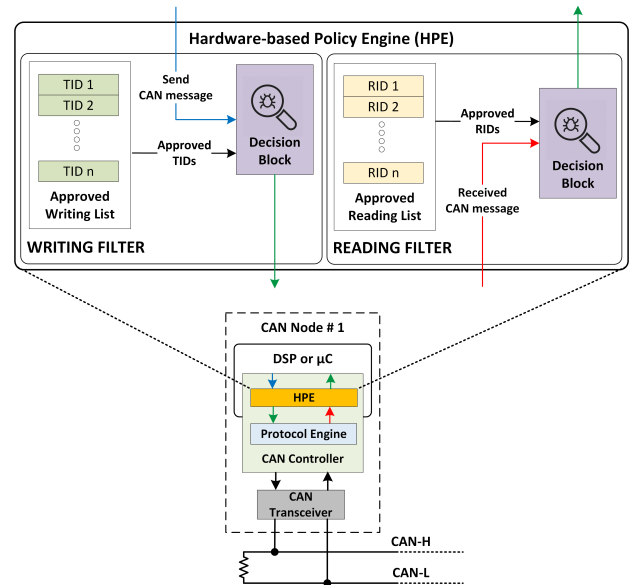 Hardware-based Policy Engine (HPE)
TID 1
TID 2
TID n
Approved
Writing List
Send
CAN message
Approved
TIDs
Decision
Block
WRITING FILTER
RID 1
RID 2
RID n
Approved
Reading List
Approved
RIDs
Received
CAN message
Decision
Block
READING FILTER
CAN Node # 1
DSP or µC
HPE
Protocol Engine
CAN Controller
CAN
Transceiver
CAN-H
CAN-L